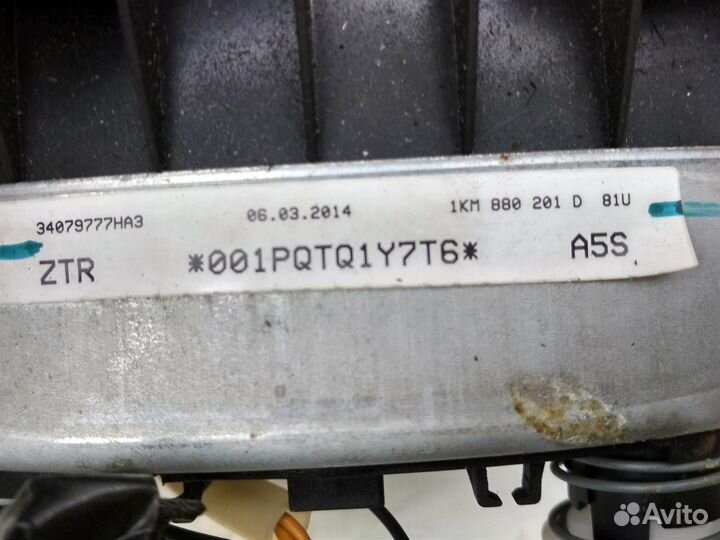 34079777HA3 06.03.2014 1KM 880 201 D 81U
ZTR *001PQTQ1Y7T6* A5S
Avito